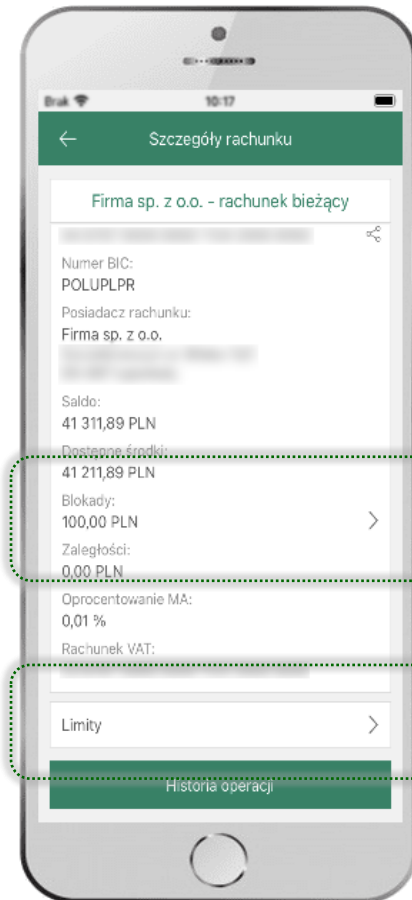 Brak 10:17
Szczegóły rachunku
Firma sp. z o.o. - rachunek bieżący
Numer BIC:
POLUPLPR
Posiadacz rachunku:
Firma sp. z o.o.
Saldo:
41 311,89 PLN
Dostępne środki:
41 211,89 PLN
Blokady:
100,00 PLN
Zaległości:
0,00 PLN
Oprocentowanie MA:
0,01 %
Rachunek VAT:
Limity
Historia operacji